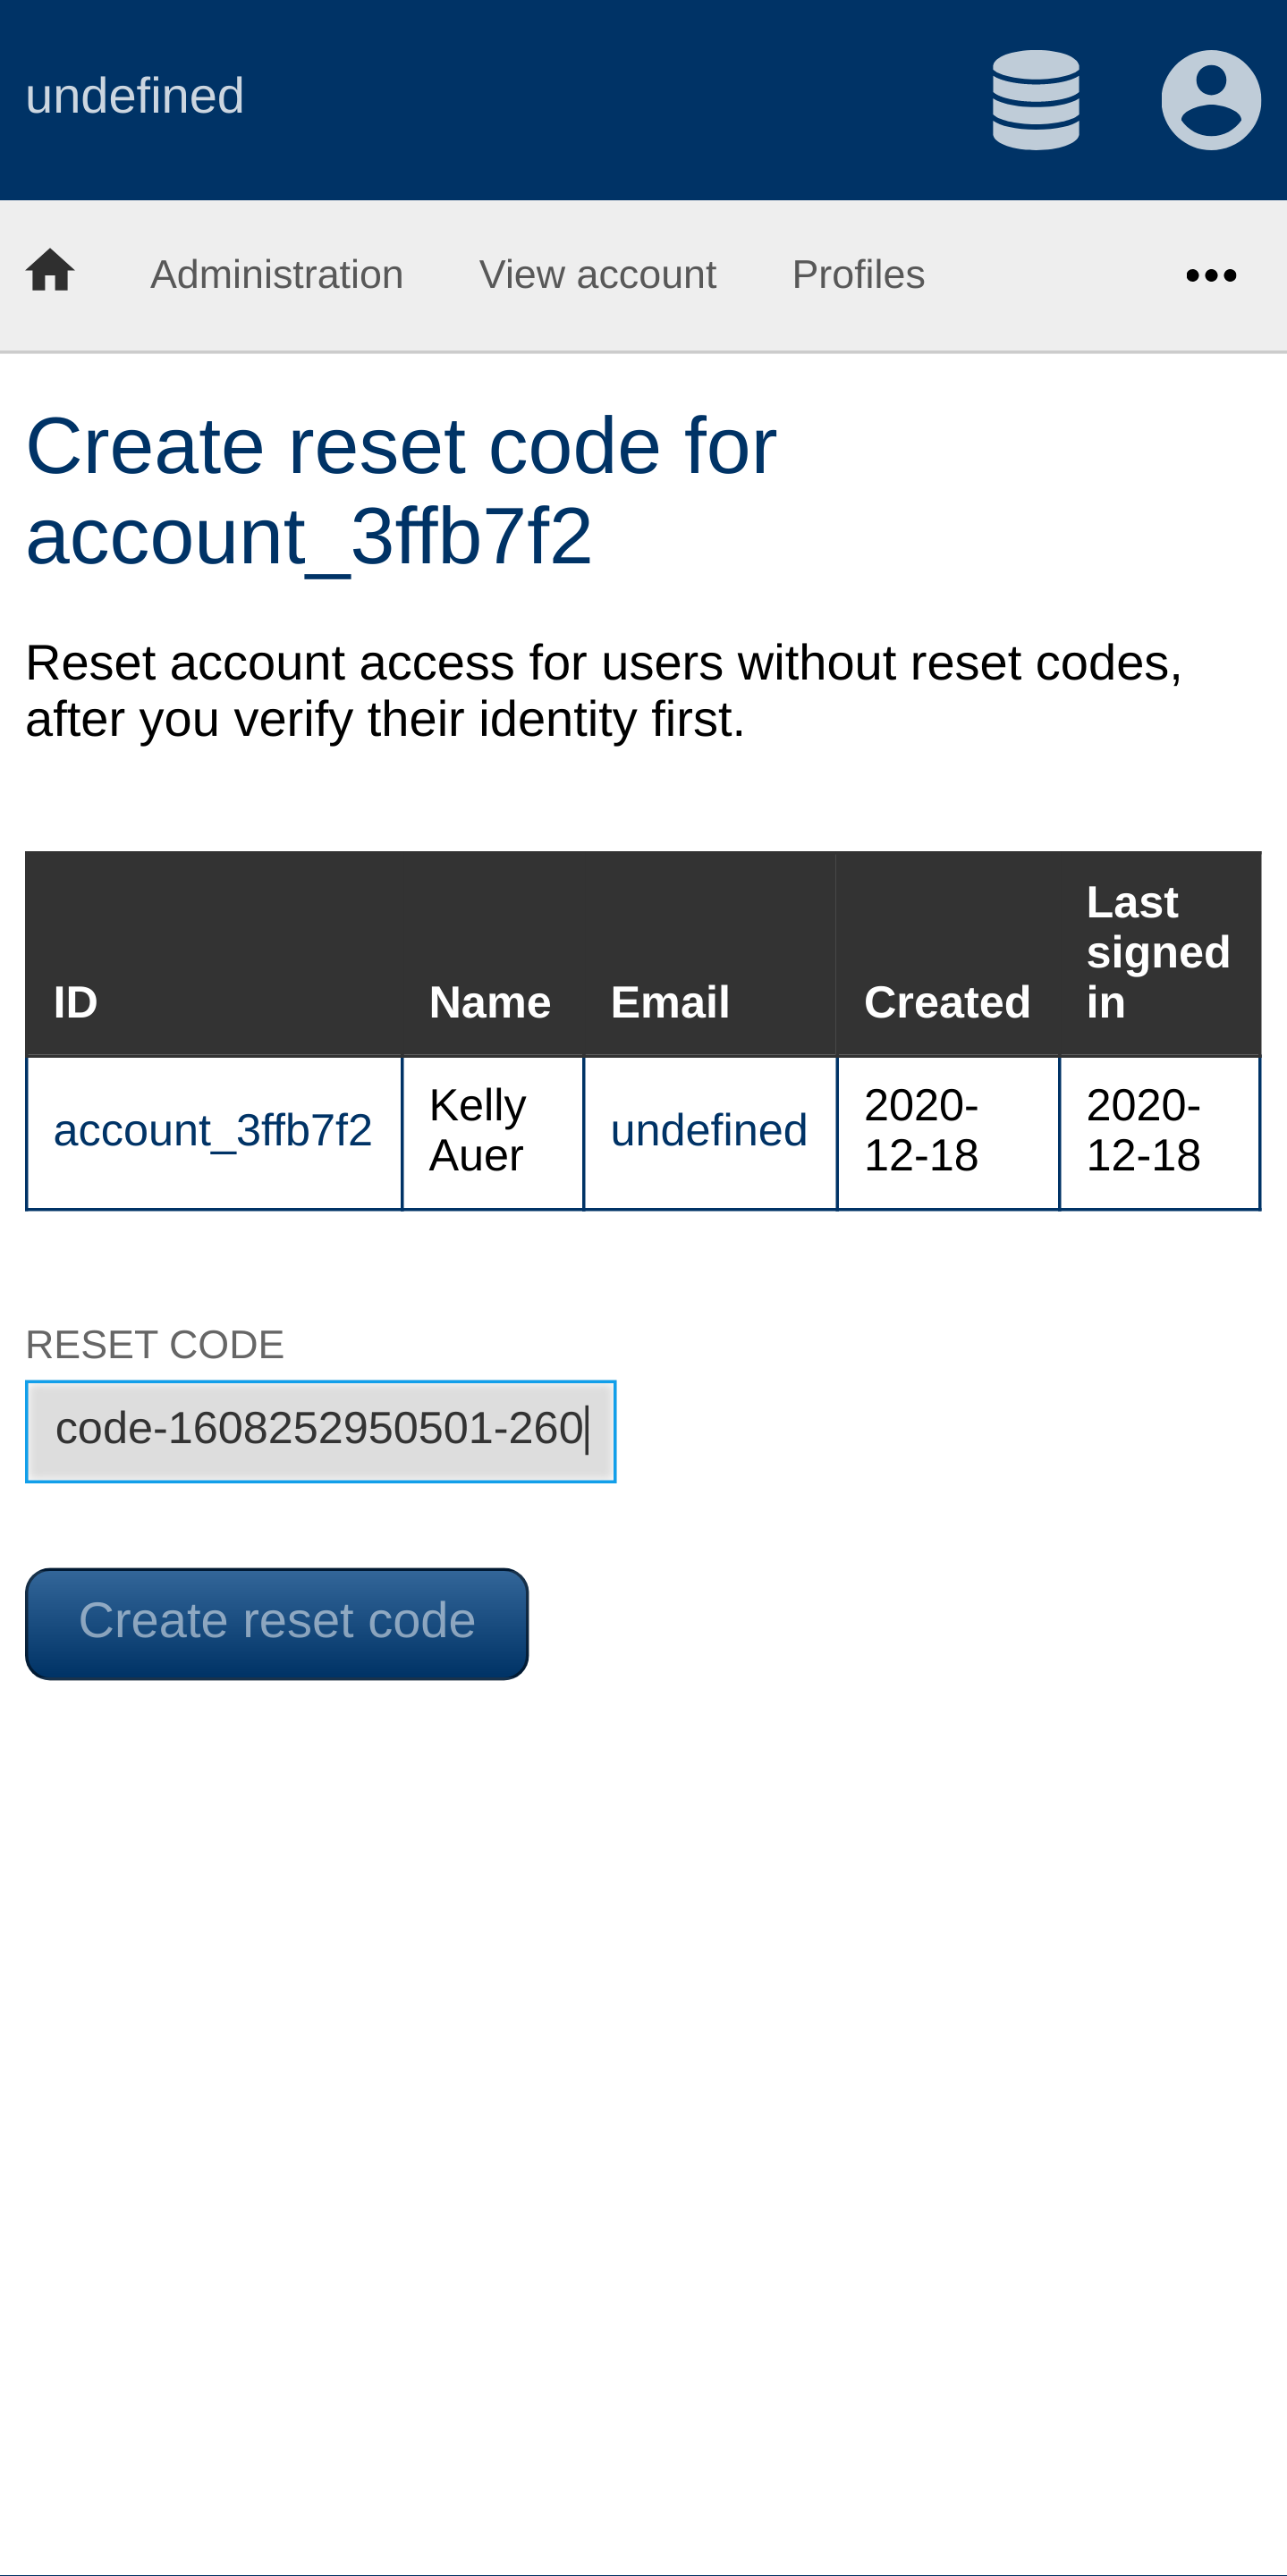 undefined
Administration View account Profiles
Create reset code for
account_3ffb7f2
Reset account access for users without reset codes,
after you verify their identity first.
Last
signed
ID Name Email Created in
Kelly 2020- 2020-
account_3ffb7f2 undefined
Auer 12-18 12-18
RESET CODE
code-1608252950501-260
Create reset code